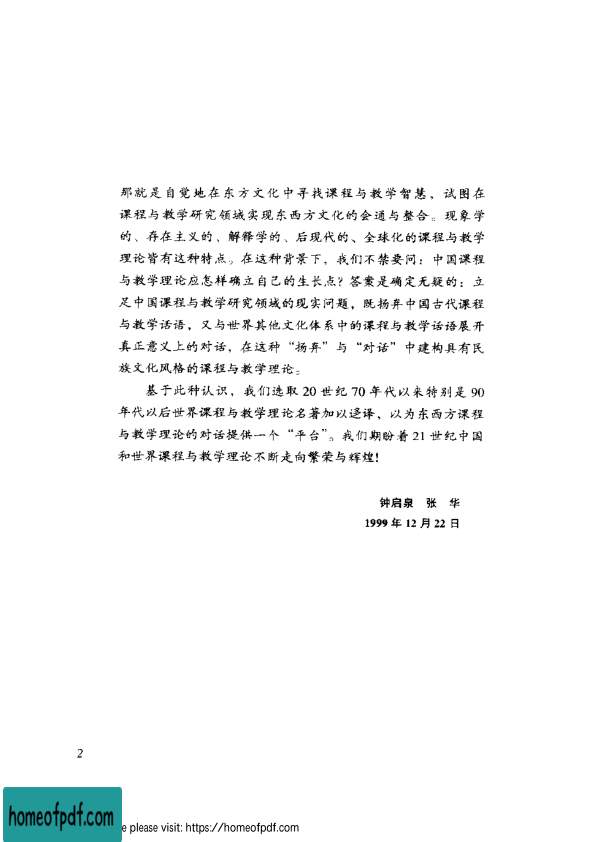 那就是自觉地在东方文化中寻找课程与教学智慧，试图在
课程与教学研究领域实现东西方文化的会通与整合。现象学
的、存在主义的、解释学的、后现代的、全球化的课程与教学
理论皆有这种特点。在这种背景下，我们不禁要问：中国课程
与教学理论应怎样确立自己的生长点？答案是确定无疑的：立
足中国课程与教学研究领域的现实问题，既扬弃中国古代课程
与教学话语，又与世界其他文化体系中的课程与教学话语展开
真正意义上的对话，在这种“扬弃”与“对话”中建构具有民
族文化风格的课程与教学理论。
基于此种认识，我们选取 20 世纪 70 年代以来特别是 90
年代以后世界课程与教学理论名著加以迻译，以为东西方课程
与教学理论的对话提供一个“平台”。我们期盼着 21 世纪中国
和世界课程与教学理论不断走向繁荣与辉煌！
钟启泉 张 华
1999 年 12 月 22 日
2
homeofpdf.com
e please visit: https://homeofpdf.com